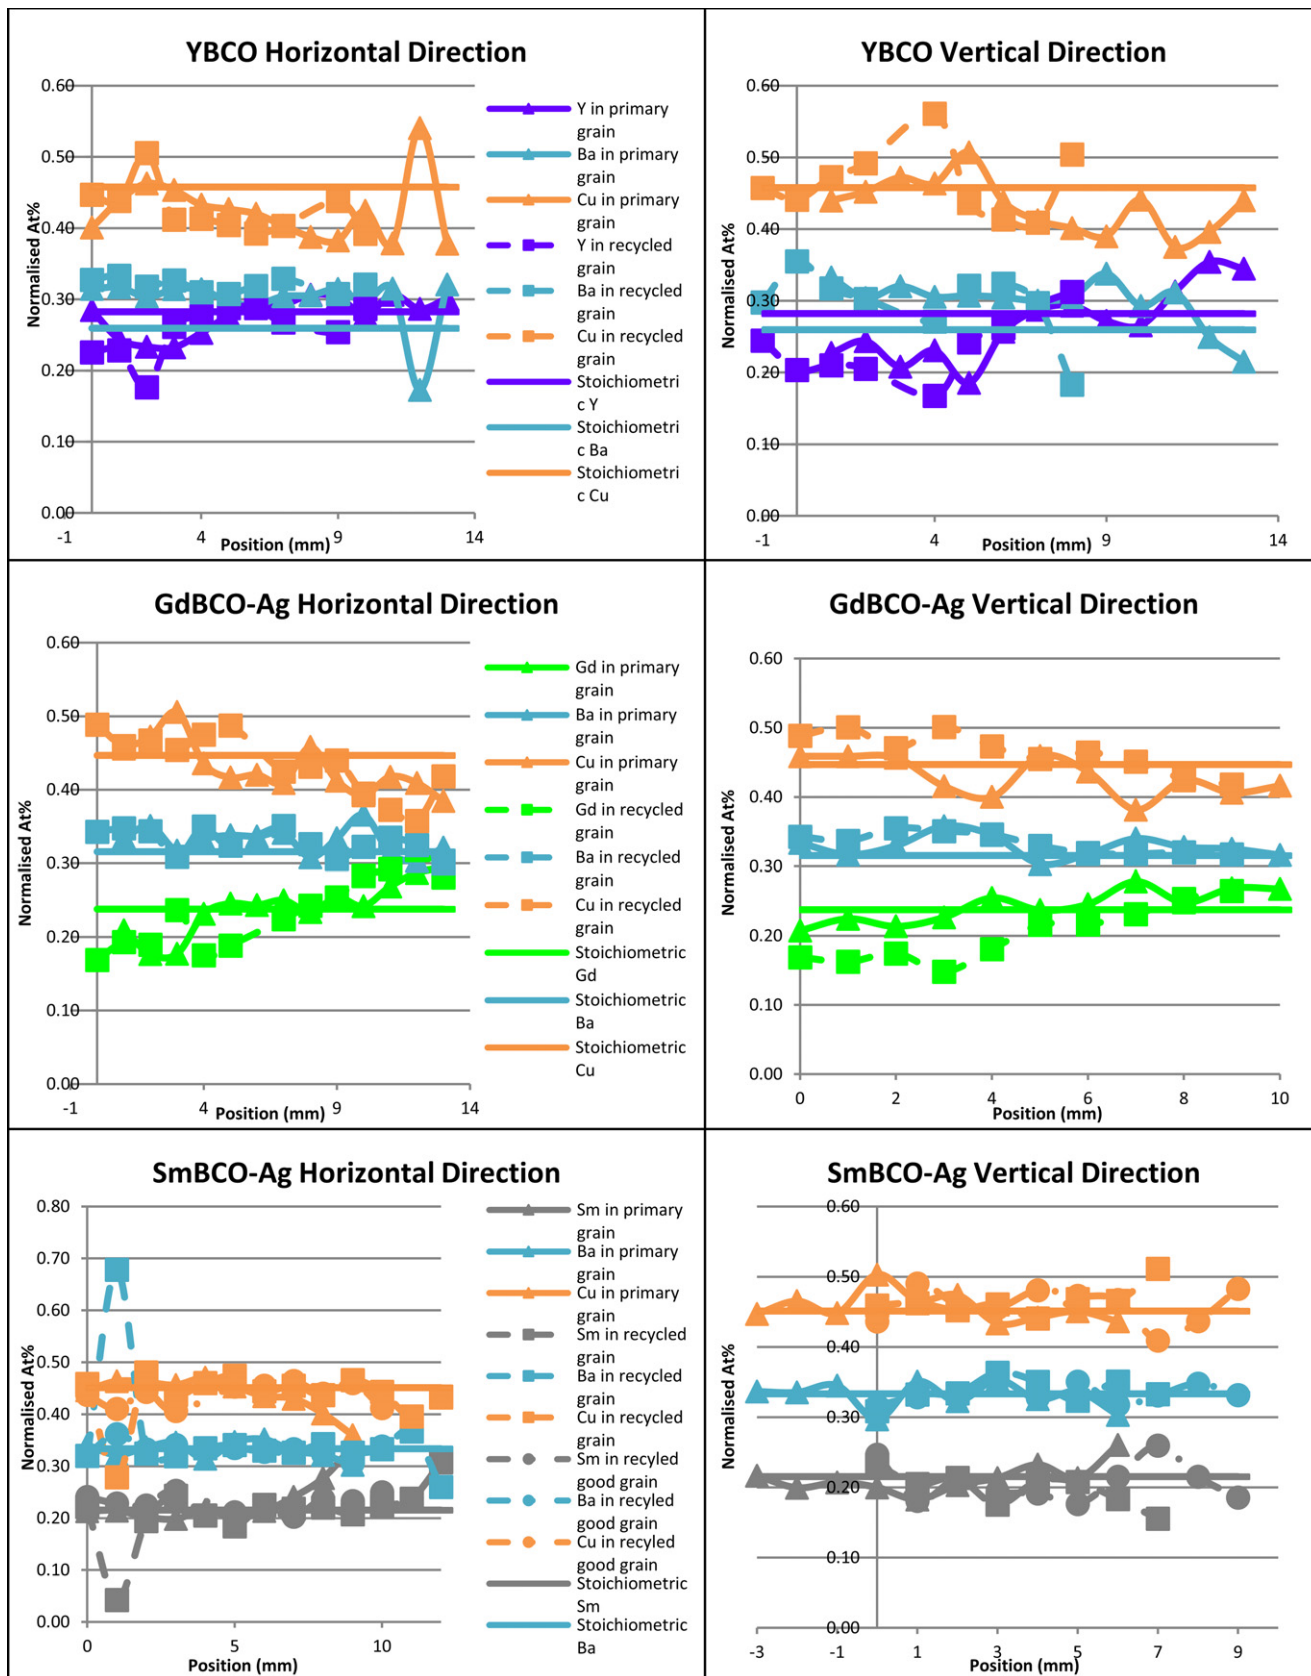 YBCO Horizontal Direction
Normalised At%
0.60
0.50
0.40
0.30
0.20
0.10
0.00
-1
4
9
14
Position (mm)
Y in primary
grain
Ba in primary
grain
Cu in primary
grain
Y in recycled
grain
Ba in recycled
grain
Cu in recycled
grain
Stoichiometri
c Y
Stoichiometri
c Ba
Stoichiometri
c Cu
YBCO Vertical Direction
Normalised At%
0.60
0.50
0.40
0.30
0.20
0.10
0.00
-1
4
9
14
Position (mm)
GdBCO-Ag Horizontal Direction
Normalised At%
0.60
0.50
0.40
0.30
0.20
0.10
0.00
-1
4
9
14
Position (mm)
Gd in primary
grain
Ba in primary
grain
Cu in primary
grain
Gd in recycled
grain
Ba in recycled
grain
Cu in recycled
grain
Stoichiometric
Gd
Stoichiometric
Ba
Stoichiometric
Cu
GdBCO-Ag Vertical Direction
Normalised At%
0.60
0.50
0.40
0.30
0.20
0.10
0.00
0
2
4
6
8
10
Position (mm)
SmBCO-Ag Horizontal Direction
Normalised At%
0.80
0.70
0.60
0.50
0.40
0.30
0.20
0.10
0.00
0
5
10
Position (mm)
Sm in primary
grain
Ba in primary
grain
Cu in primary
grain
Sm in recycled
grain
Ba in recycled
grain
Cu in recycled
grain
Sm in recyled
good grain
Ba in recyled
good grain
Cu in recyled
good grain
Stoichiometric
Sm
Stoichiometric
Ba
SmBCO-Ag Vertical Direction
Normalised At%
0.60
0.50
0.40
0.30
0.20
0.10
0.00
-3
-1
1
3
5
7
9
Position (mm)